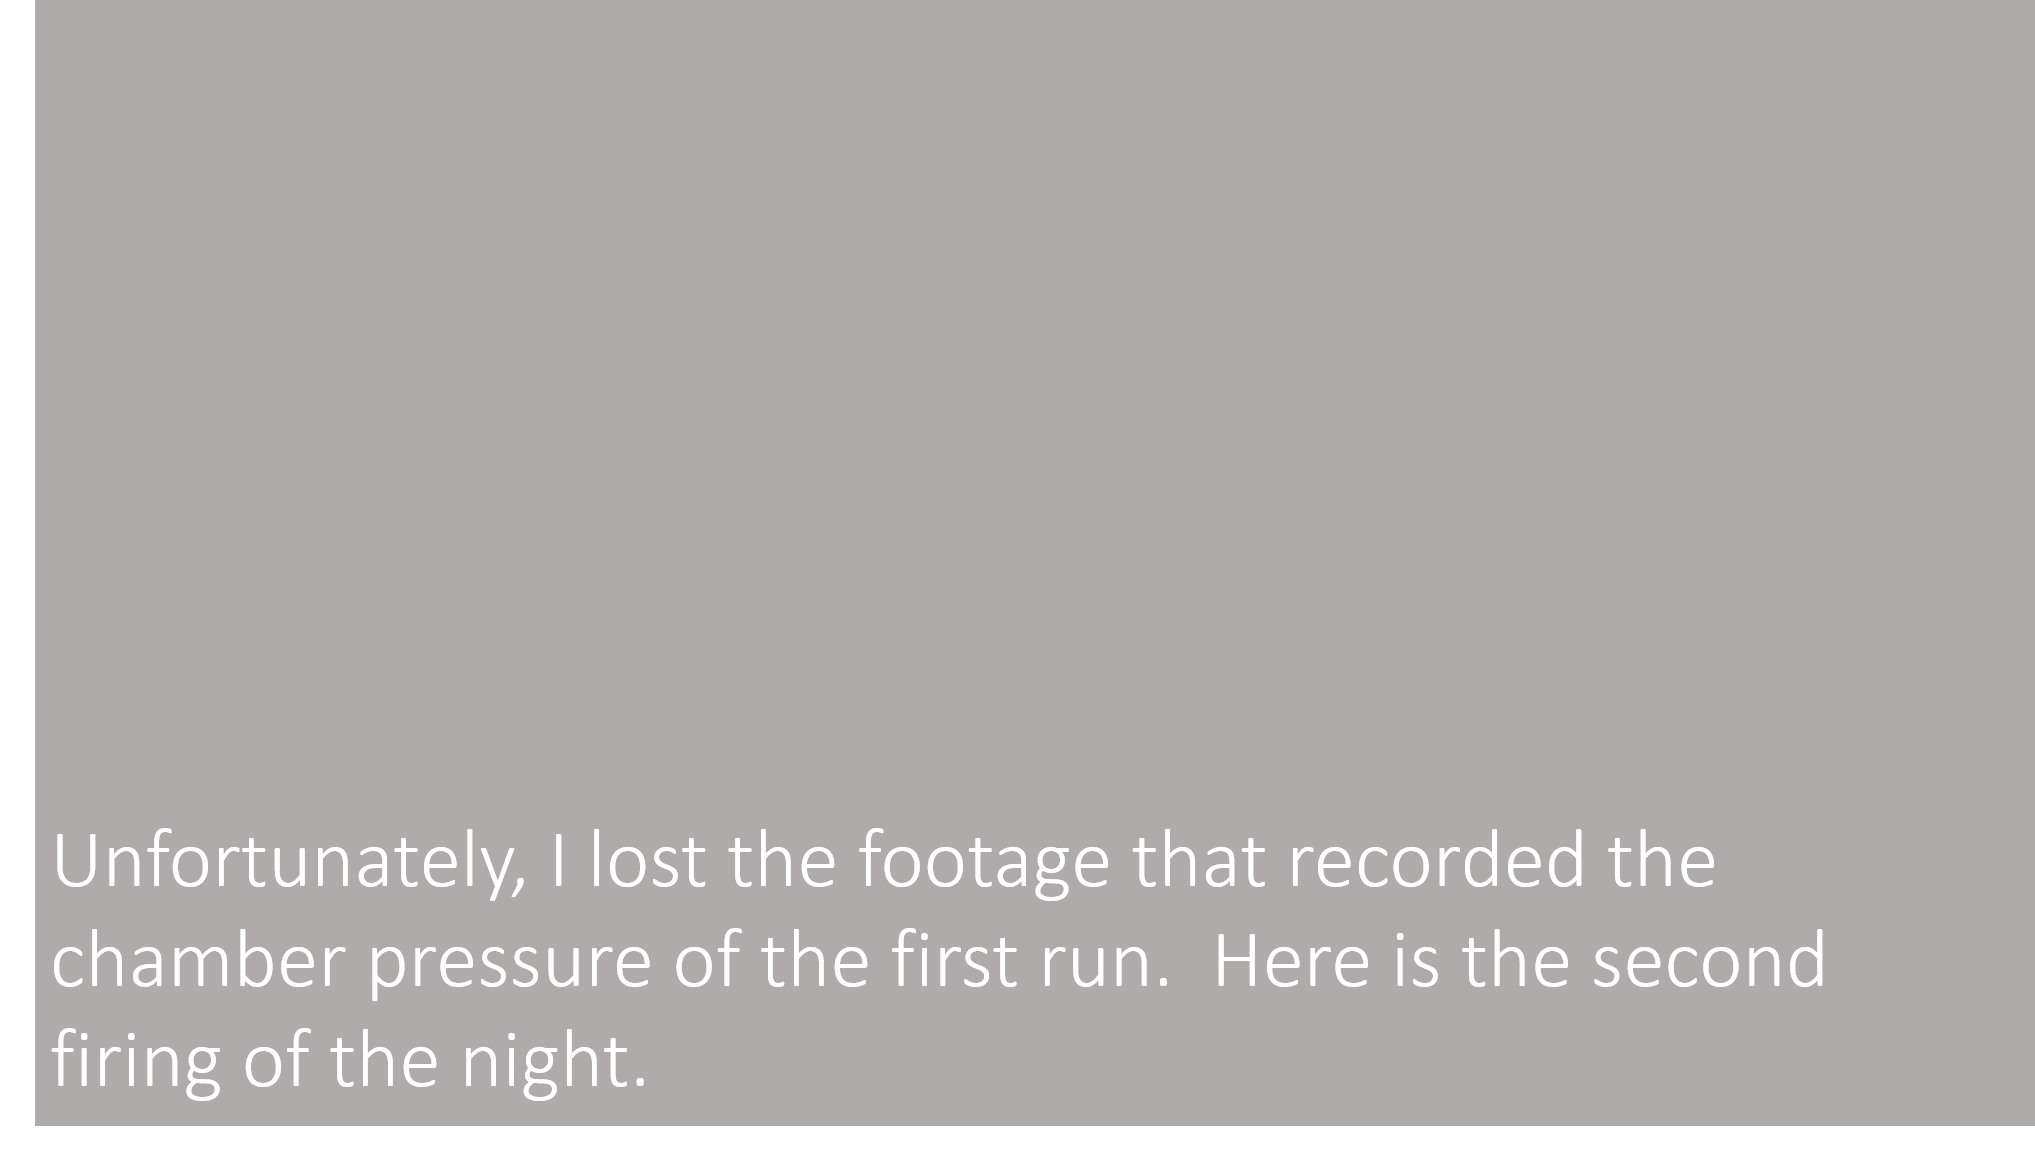 Unfortunately, I lost the footage that recorded the
chamber pressure of the first run.  Here is the second
firing of the night.